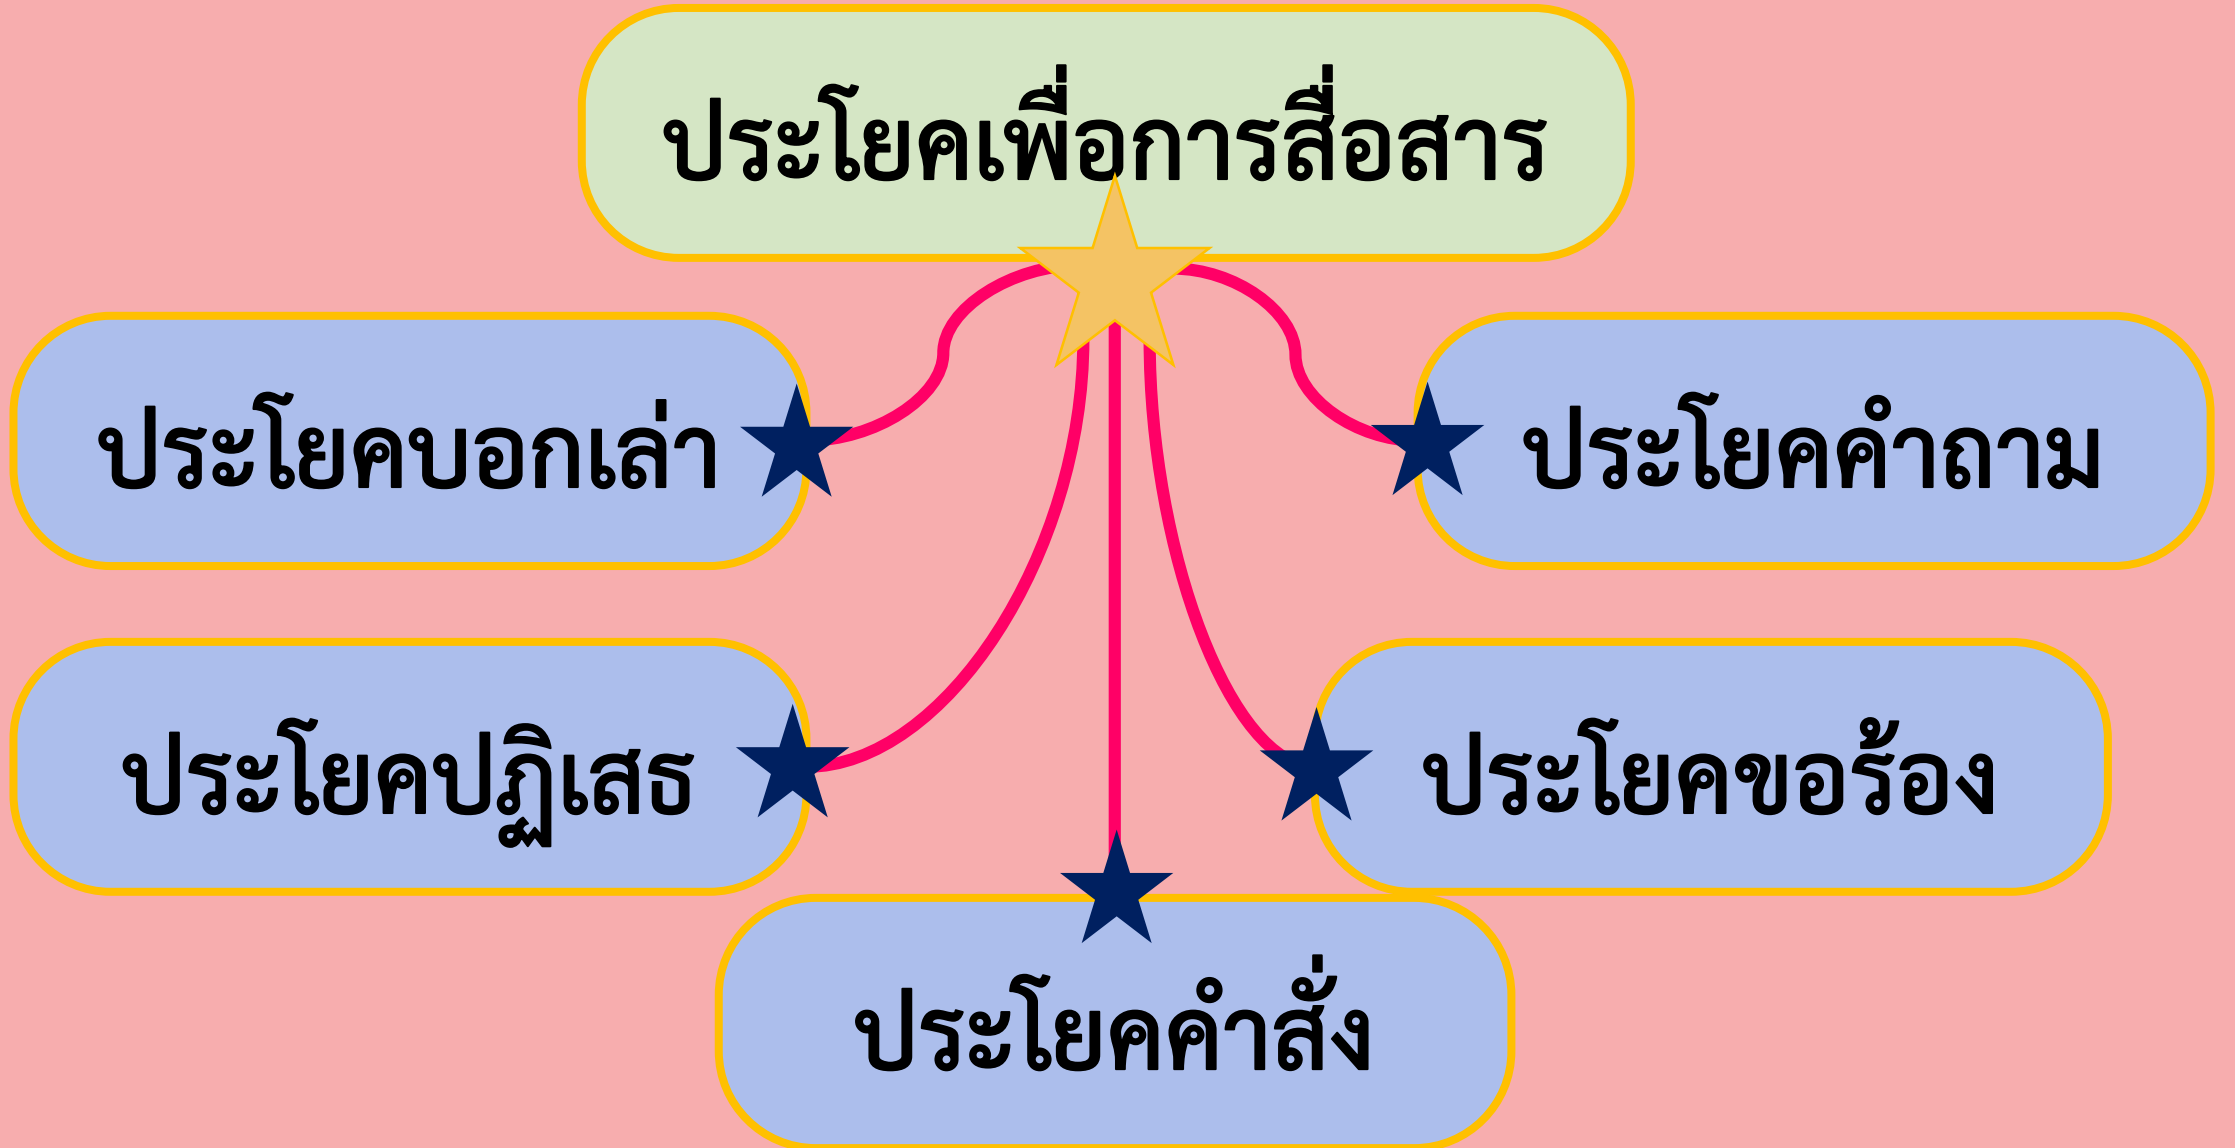 ประโยคเพื่อการสื่อสาร
ประโยคบอกเล่า
ประโยคคำถาม
ประโยคปฏิเสธ
ประโยคขอร้อง
ประโยคคำสั่ง